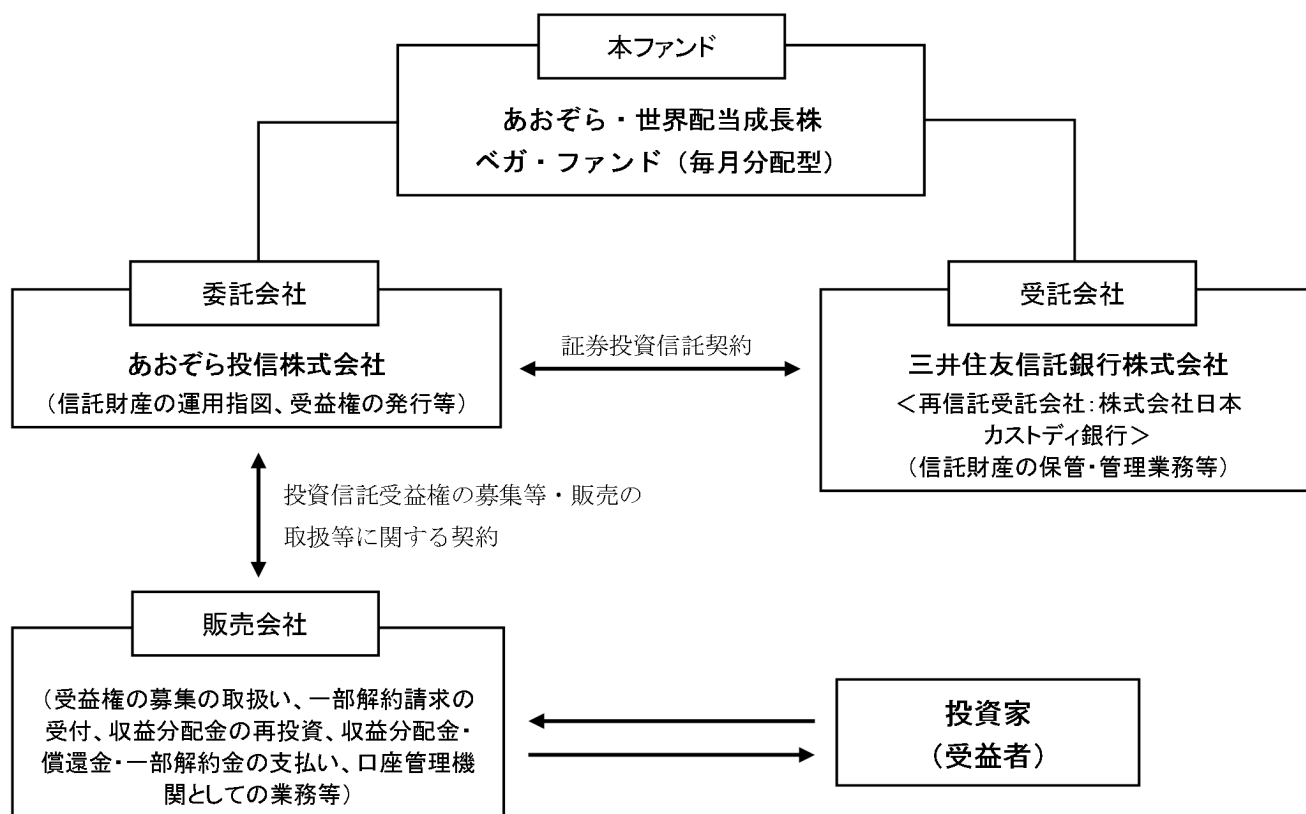 本ファンド
あおぞら・世界配当成長株
ベガ・ファンド（毎月分配型）
委託会社
あおぞら投信株式会社
（信託財産の運用指図、受益権の発行等）
証券投資信託契約
受託会社
三井住友信託銀行株式会社
＜再信託受託会社：株式会社日本
カストディ銀行＞
（信託財産の保管・管理業務等）
投資信託受益権の募集等・販売の
取扱等に関する契約
販売会社
（受益権の募集の取扱い、一部解約請求の
受付、収益分配金の再投資、収益分配金・
償還金・一部解約金の支払い、口座管理機
関としての業務等）
投資家
（受益者）